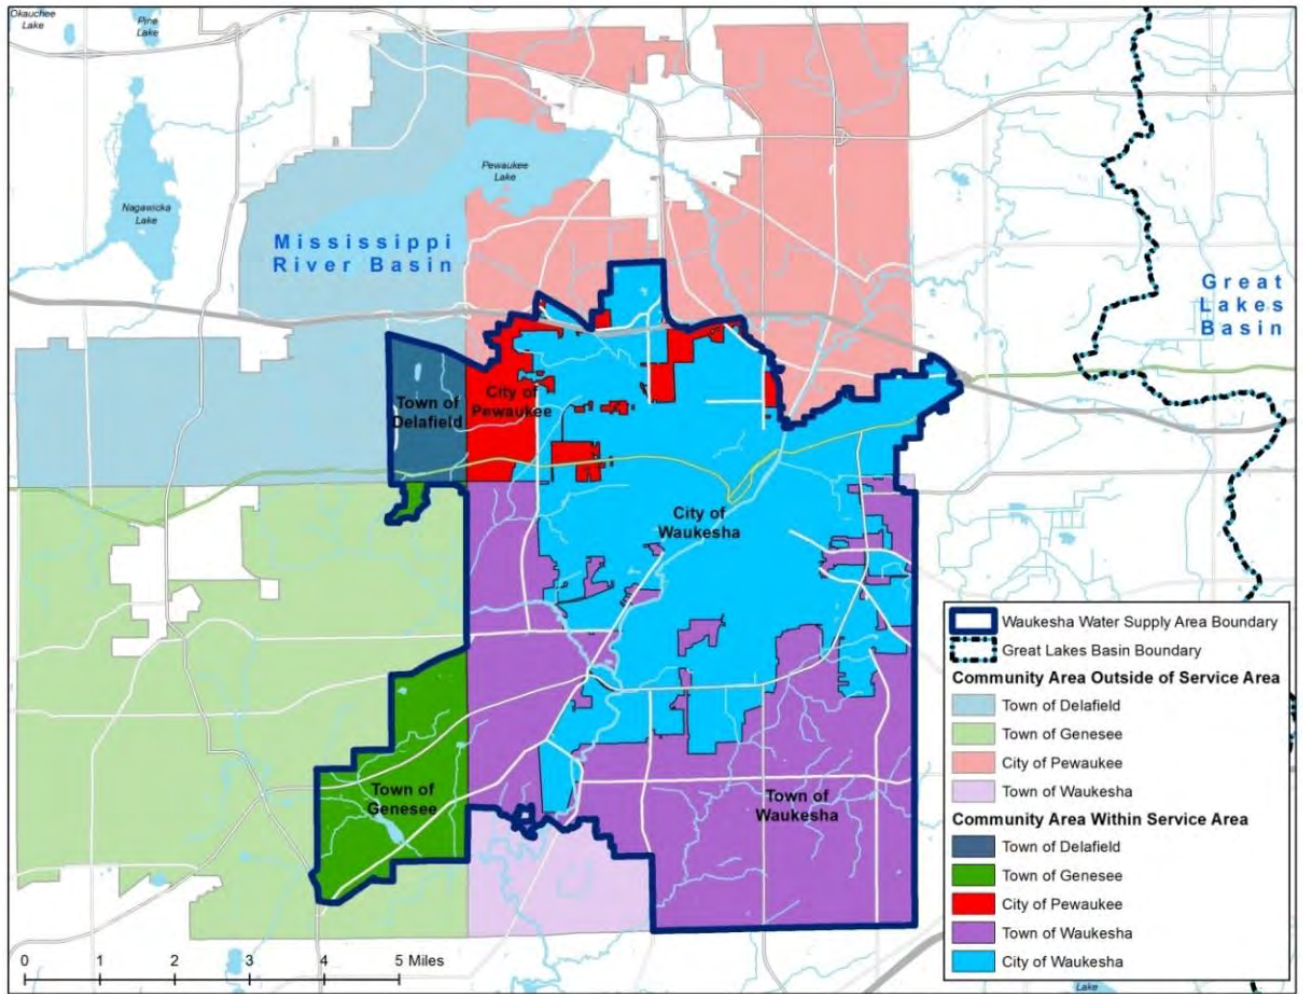 Okauchee
Lake
Pine
Lake
Pewaukee
Lake
Nagawicka
Lake
Mississippi
River Basin
Great
Lakes
Basin
Town of
Delafield
City of
Pewaukee
City of
Waukesha
Town of
Genesee
Town of
Waukesha
Waukesha Water Supply Area Boundary
Great Lakes Basin Boundary
Community Area Outside of Service Area
Town of Delafield
Town of Genesee
City of Pewaukee
Town of Waukesha
Community Area Within Service Area
Town of Delafield
Town of Genesee
City of Pewaukee
Town of Waukesha
City of Waukesha
0 1 2 3 4 5 Miles
Lake